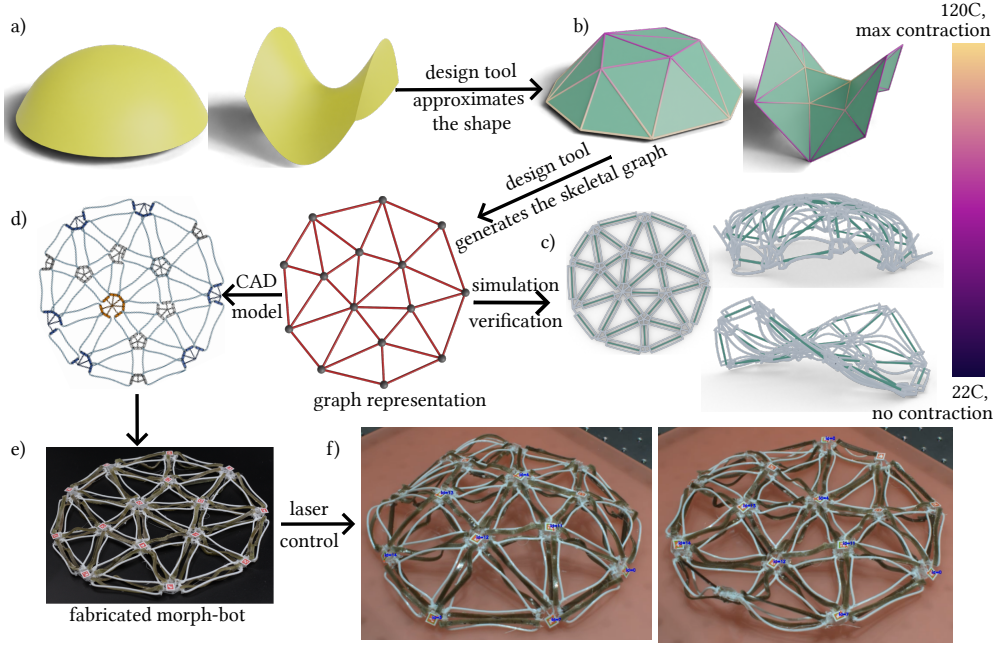 a)
design tool
approximates
the shape
b)
120C,
max contraction
design tool
generates the skeletal graph
d)
c)
CAD
model
simulation
verification
graph representation
22C,
no contraction
e)
fabricated morph-bot
laser
control
f)